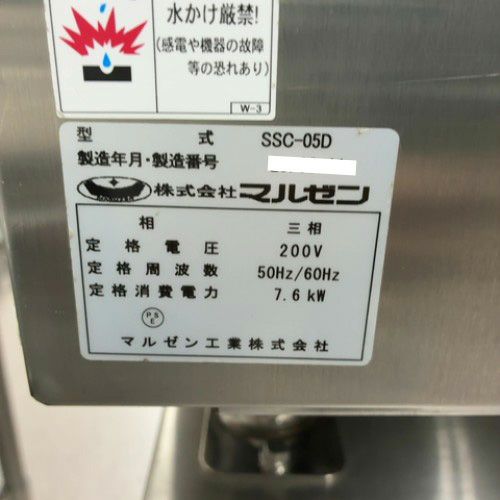 水かけ厳禁!
(感電や機器の故障
等の恐れあり)
W-3
型式 SSC-05D
製造年月・製造番号
株式会社マルゼン
相 三相
定格電圧 200V
定格周波数 50Hz/60Hz
定格消費電力 7.6kW
PSE
マルゼン工業株式会社